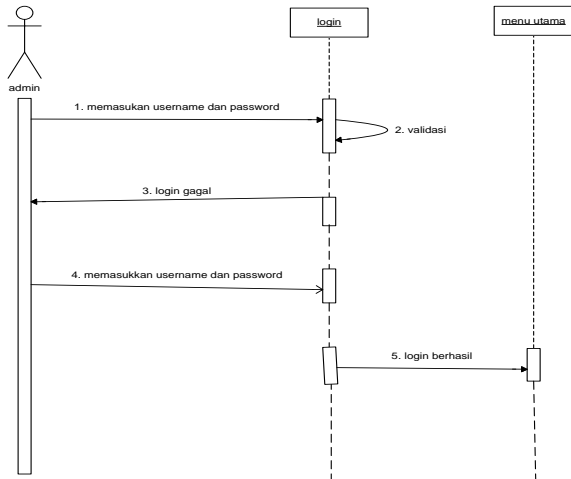 login
menu utama
admin
1. memasukan username dan password
2. validasi
3. login gagal
4. memasukkan username dan password
5. login berhasil